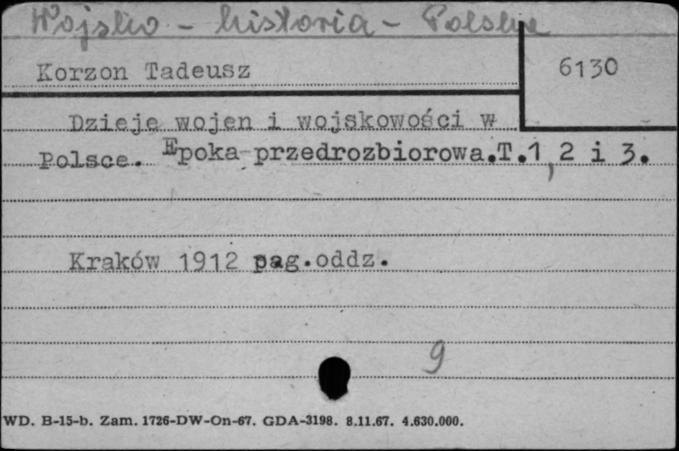 Wojsko - historia - Polskie
Korzon Tadeusz
6130
Dzieje wojen i wojskowości w
Polsce. Epoka przedrozbiorowa.T.1,2 i 3.
Kraków 1912 pag.oddz.
9
WD. B-15-b. Zam. 1726-DW-On-67. GDA-3198. 8.11.67. 4.630.000.